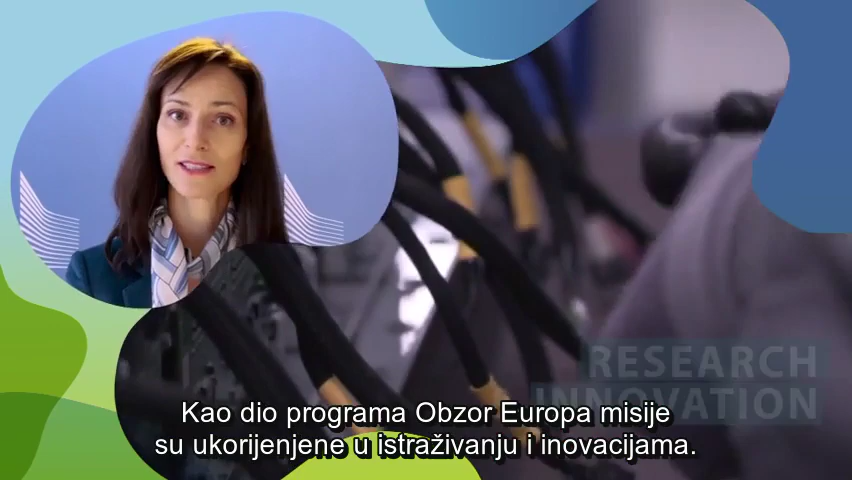 RESEARCH
INNOVATION
Kao dio programa Obzor Europa misije
su ukorijenjene u istraživanju i inovacijama.